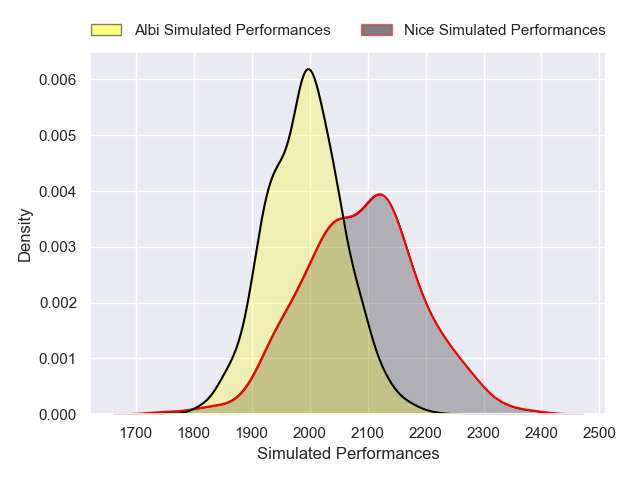 Albi Simulated Performances Nice Simulated Performances
0.006
0.005
0.004
0.003
0.002
0.001
0.000
Density
1700 1800 1900 2000 2100 2200 2300 2400 2500
Simulated Performances